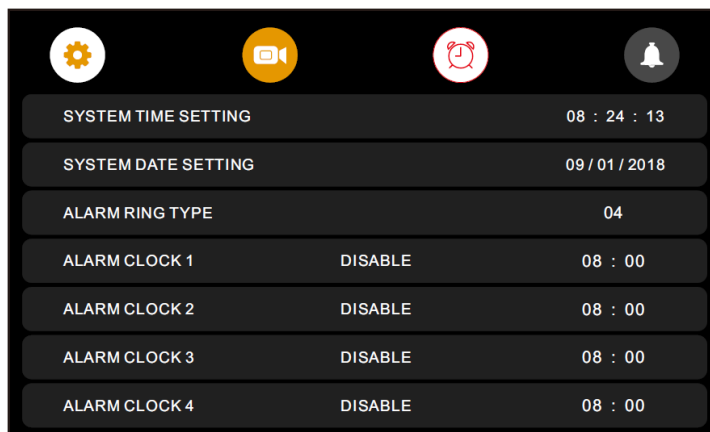 SYSTEM TIME SETTING 08 : 24 : 13
SYSTEM DATE SETTING 09 / 01 / 2018
ALARM RING TYPE 04
ALARM CLOCK 1 DISABLE 08 : 00
ALARM CLOCK 2 DISABLE 08 : 00
ALARM CLOCK 3 DISABLE 08 : 00
ALARM CLOCK 4 DISABLE 08 : 00